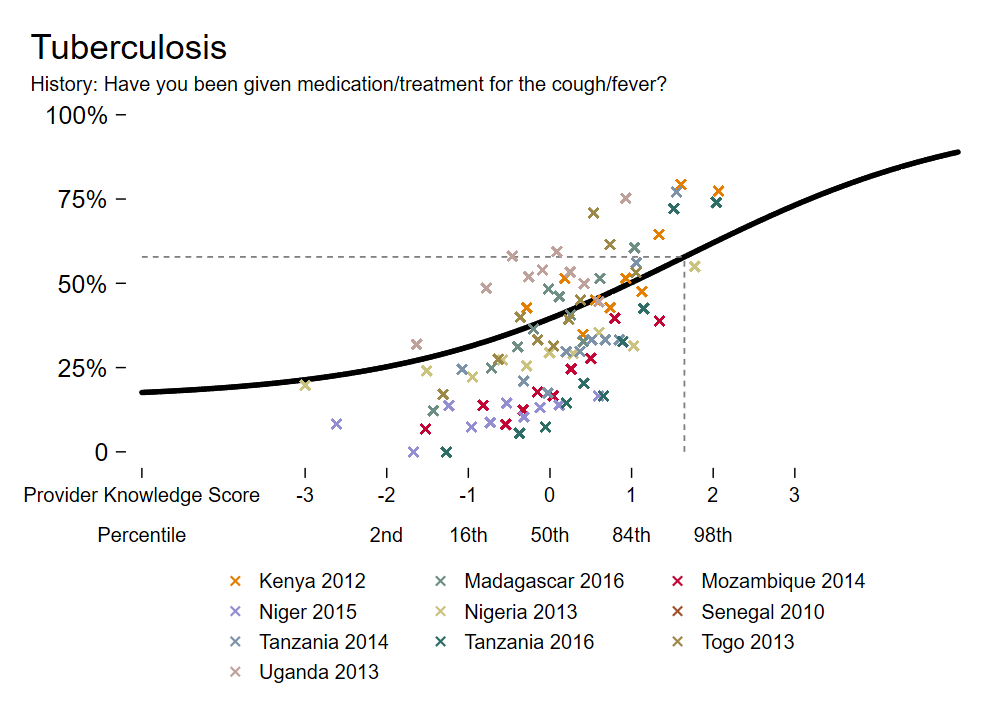 Tuberculosis
History: Have you been given medication/treatment for the cough/fever?
100%
75%
50%
25%
0
Provider Knowledge Score -3 -2 -1 0 1 2 3
Percentile 2nd 16th 50th 84th 98th
Kenya 2012 Madagascar 2016 Mozambique 2014
Niger 2015 Nigeria 2013 Senegal 2010
Tanzania 2014 Tanzania 2016 Togo 2013
Uganda 2013